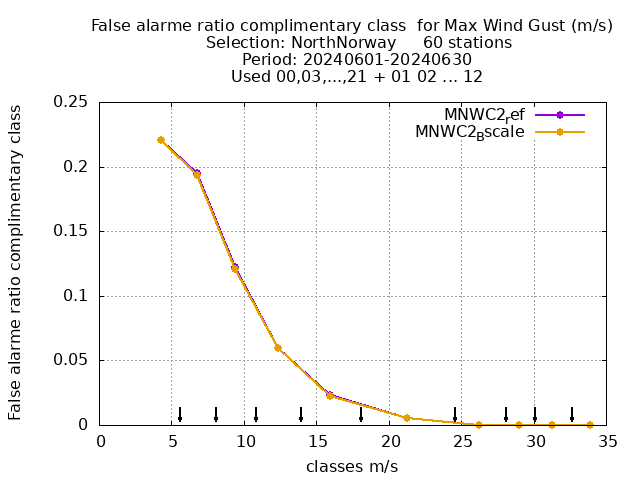 False alarme ratio complimentary class  for Max Wind Gust (m/s)
Selection: NorthNorway     60 stations
Period: 20240601-20240630
Used 00,03,...,21 + 01 02 ... 12
MNWC2ref
MNWC2Bscale
False alarme ratio complimentary class
0.25
0.2
0.15
0.1
0.05
0
0 5 10 15 20 25 30 35
classes m/s